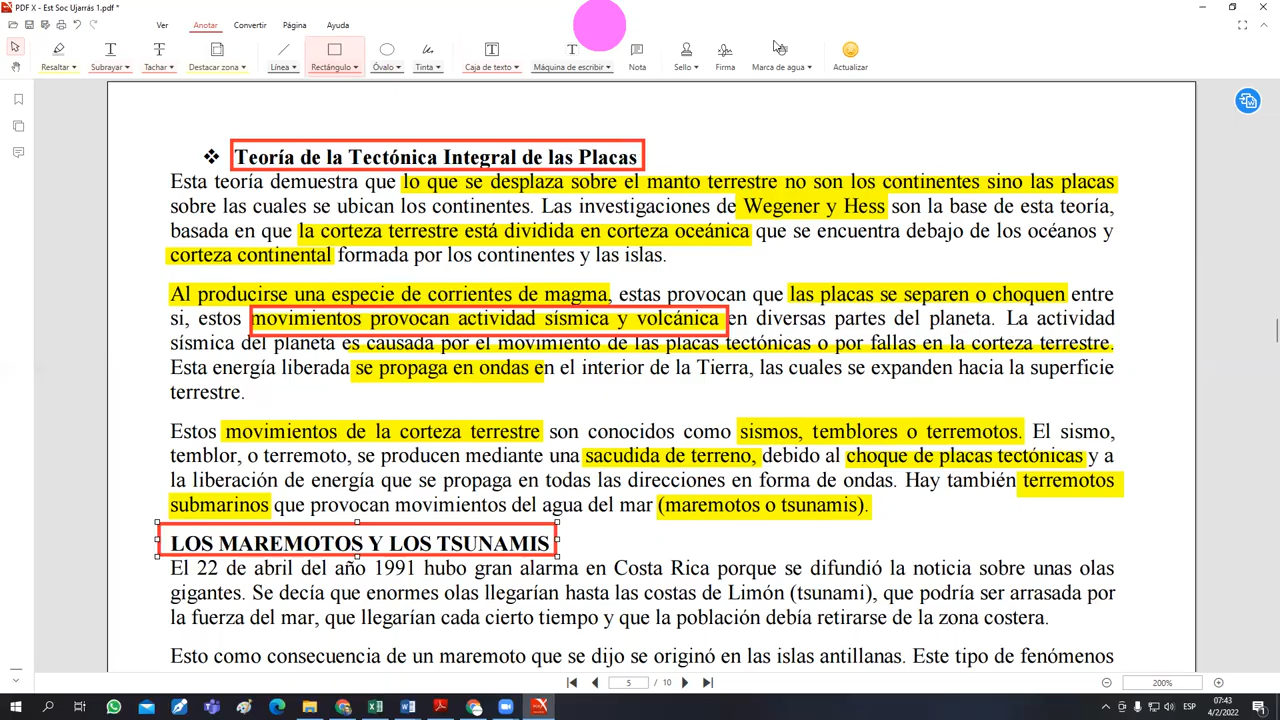 PDF X - Est Soc Ujarrás 1.pdf *
Ver Anotar Convertir Página Ayuda
Resaltar Subrayar Tachar Destacar zona Línea Rectángulo Óvalo Tinta Caja de texto Máquina de escribir Nota Sello Firma Marca de agua Actualizar
❖ Teoría de la Tectónica Integral de las Placas
Esta teoría demuestra que lo que se desplaza sobre el manto terrestre no son los continentes sino las placas
sobre las cuales se ubican los continentes. Las investigaciones de Wegener y Hess son la base de esta teoría,
basada en que la corteza terrestre está dividida en corteza oceánica que se encuentra debajo de los océanos y
corteza continental formada por los continentes y las islas.
Al producirse una especie de corrientes de magma, estas provocan que las placas se separen o choquen entre
si, estos movimientos provocan actividad sísmica y volcánica en diversas partes del planeta. La actividad
sísmica del planeta es causada por el movimiento de las placas tectónicas o por fallas en la corteza terrestre.
Esta energía liberada se propaga en ondas en el interior de la Tierra, las cuales se expanden hacia la superficie
terrestre.
Estos movimientos de la corteza terrestre son conocidos como sismos, temblores o terremotos. El sismo,
temblor, o terremoto, se producen mediante una sacudida de terreno, debido al choque de placas tectónicas y a
la liberación de energía que se propaga en todas las direcciones en forma de ondas. Hay también terremotos
submarinos que provocan movimientos del agua del mar (maremotos o tsunamis).
LOS MAREMOTOS Y LOS TSUNAMIS
El 22 de abril del año 1991 hubo gran alarma en Costa Rica porque se difundió la noticia sobre unas olas
gigantes. Se decía que enormes olas llegarían hasta las costas de Limón (tsunami), que podría ser arrasada por
la fuerza del mar, que llegarían cada cierto tiempo y que la población debía retirarse de la zona costera.
Esto como consecuencia de un maremoto que se dijo se originó en las islas antillanas. Este tipo de fenómenos
5 / 10
200%
ESP
07:43
4/2/2022